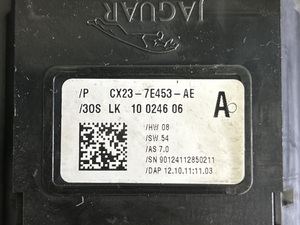 JAGUAR
/P CX23-7E453-AE
/3OS LK 10 0246 06 A
/HW 08
/SW 54
/AS 7.0
/SN 90124112850211
/DAP 12.10.11:11.03